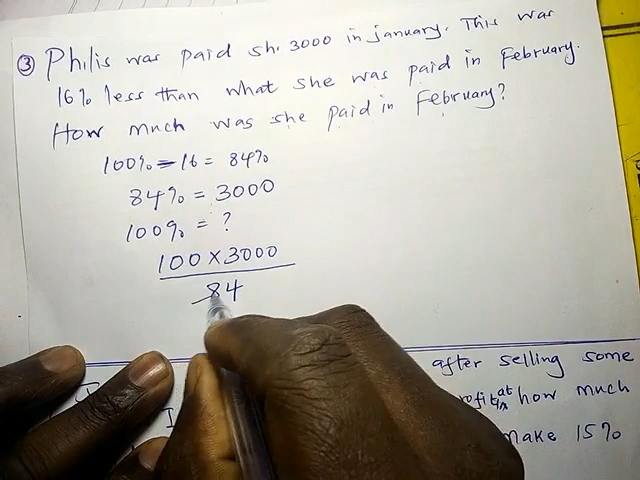 ③ Philis was paid sh. 3000 in january. This was
16% less than what she was paid in February.
How much was she paid in February?
100% - 16 = 84%
84% = 3000
100% = ?
100 x 3000
84
after selling some
at how much
make 15%